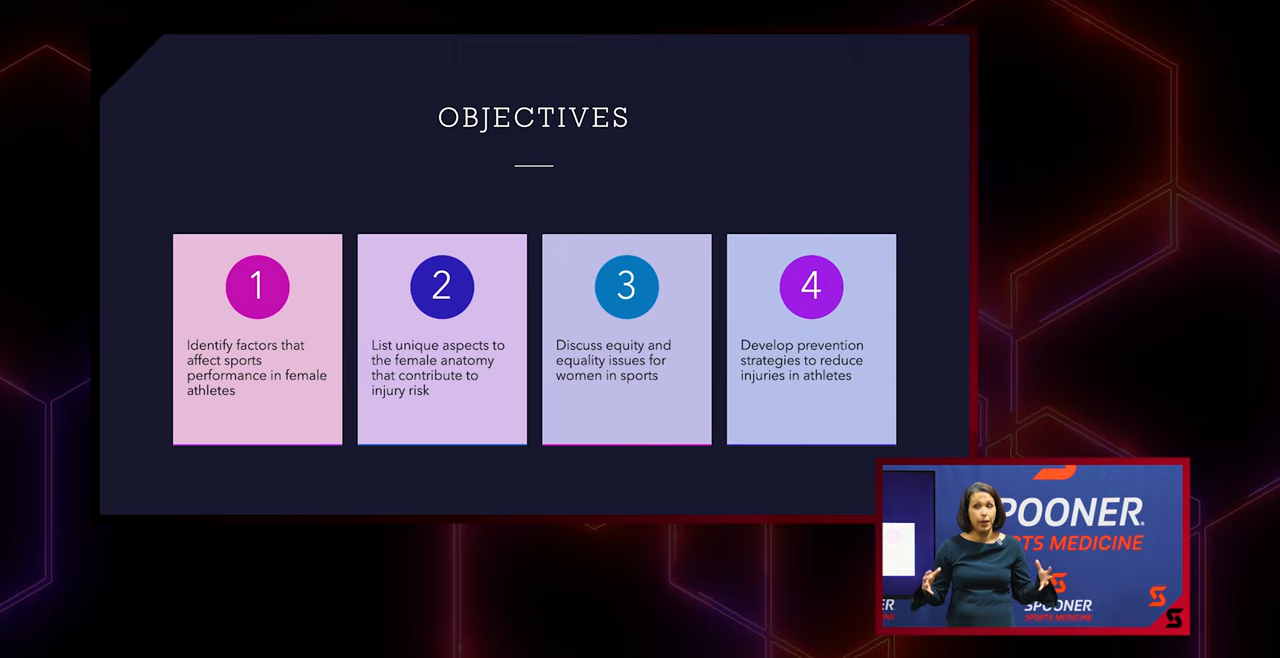 OBJECTIVES
1
Identify factors that
affect sports
performance in female
athletes
2
List unique aspects to
the female anatomy
that contribute to
injury risk
3
Discuss equity and
equality issues for
women in sports
4
Develop prevention
strategies to reduce
injuries in athletes
POONER.
RTS MEDICINE
ER
INE
SPOONER
SPORTS MEDICINE